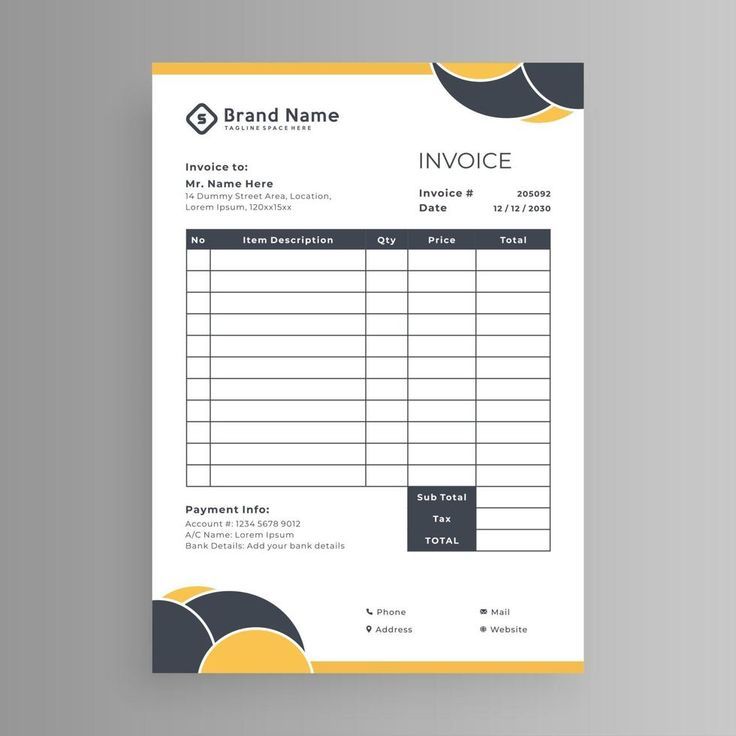 Brand Name
TAGLINE SPACE HERE
INVOICE
Invoice to:
Mr. Name Here
14 Dummy Street Area, Location,
Lorem Ipsum, 120xx15xx
Invoice # 205092
Date 12 / 12 / 2030
No Item Description Qty Price Total
Sub Total
Tax
TOTAL
Payment Info:
Account #: 1234 5678 9012
A/C Name: Lorem Ipsum
Bank Details: Add your bank details
Phone Mail
Address Website